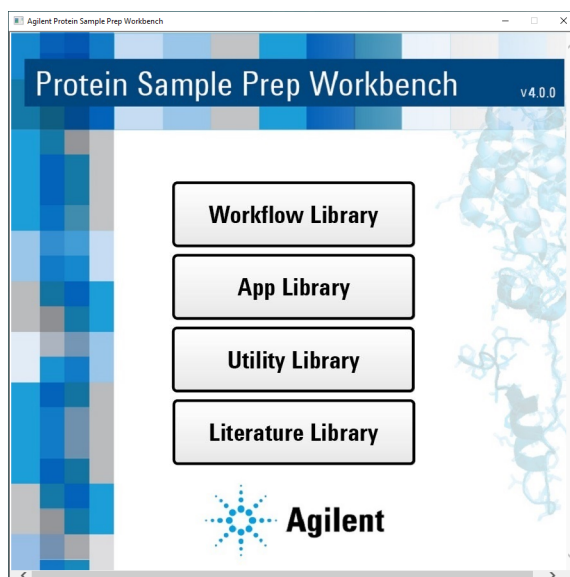 Agilent Protein Sample Prep Workbench
Protein Sample Prep Workbench v4.0.0
Workflow Library
App Library
Utility Library
Literature Library
Agilent